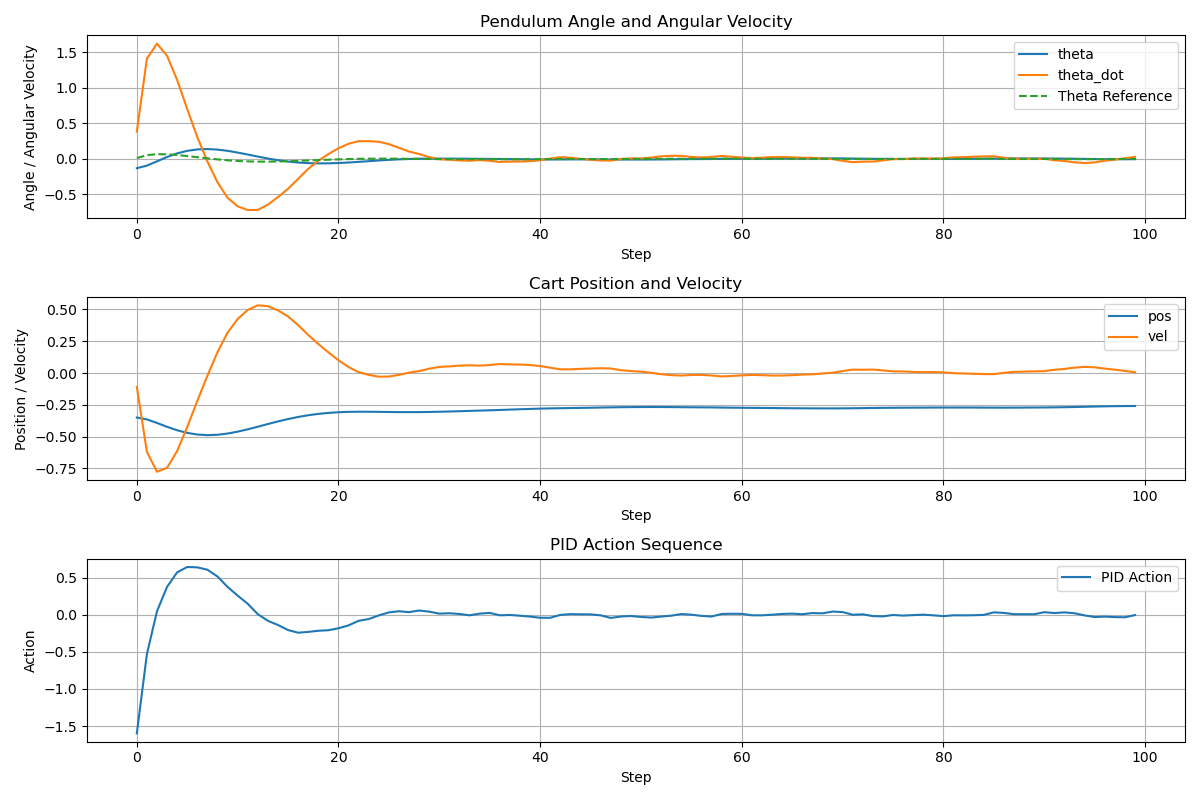 Pendulum Angle and Angular Velocity
Angle / Angular Velocity
1.5
1.0
0.5
0.0
−0.5
theta
theta_dot
Theta Reference
0 20 40 60 80 100
Step
Cart Position and Velocity
Position / Velocity
0.50
0.25
0.00
−0.25
−0.50
−0.75
pos
vel
0 20 40 60 80 100
Step
PID Action Sequence
Action
0.5
0.0
−0.5
−1.0
−1.5
PID Action
0 20 40 60 80 100
Step